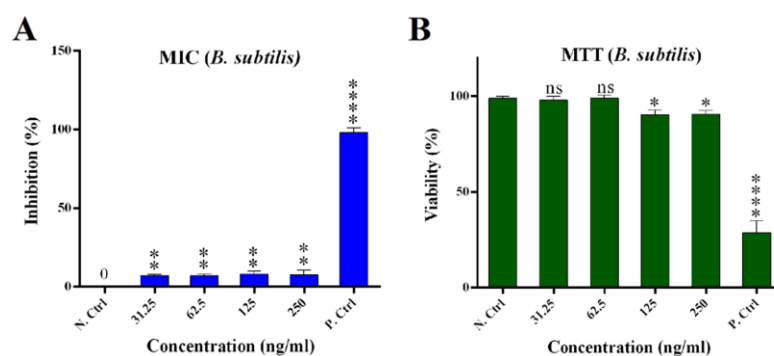 A
MIC (B. subtilis)
Inhibition (%)
150
100
50
0
0
**
**
**
**
****
N. Ctrl
31.25
62.5
125
250
P. Ctrl
Concentration (ng/ml)
B
MTT (B. subtilis)
Viability (%)
100
50
0
ns
ns
*
*
****
N. Ctrl
31.25
62.5
125
250
P. Ctrl
Concentration (ng/ml)